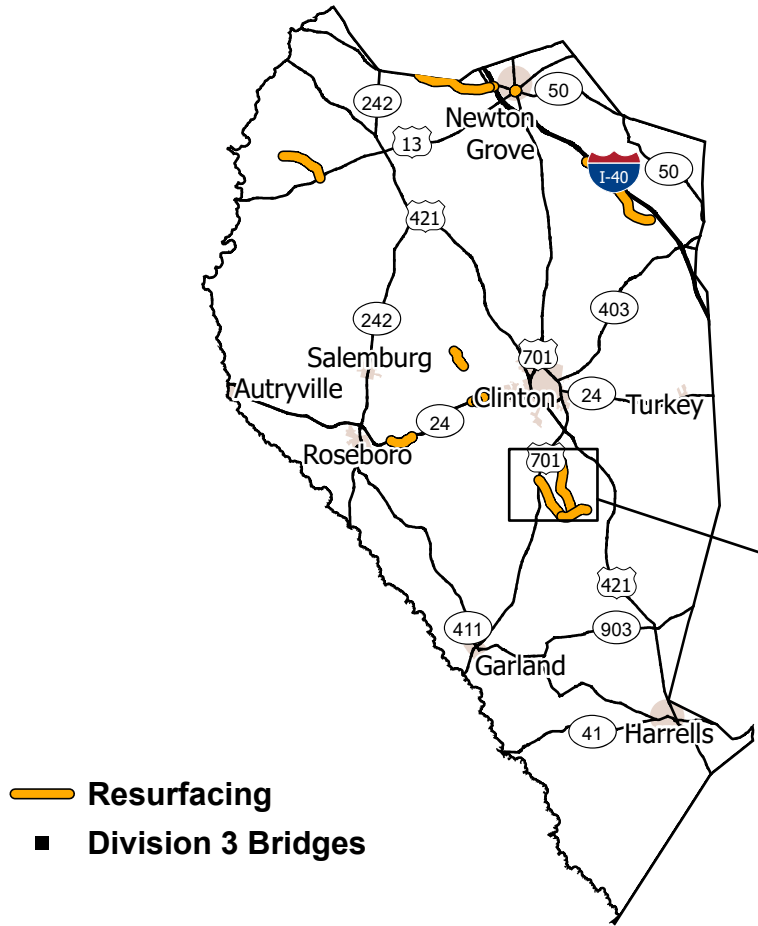 242
50
Newton
Grove
13
50
I-40
421
242
403
701
Salemburg
Autryville
Clinton
24
Turkey
24
Roseboro
701
421
411
903
Garland
41
Harrells
Resurfacing
Division 3 Bridges